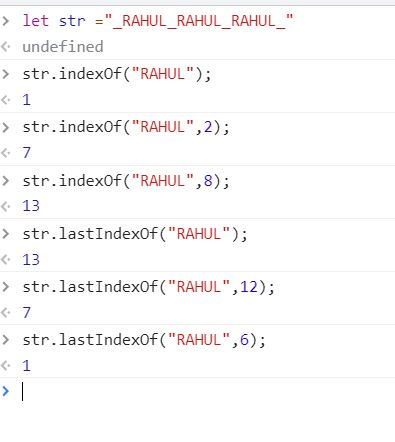 > let str ="_RAHUL_RAHUL_RAHUL_"
undefined
> str.indexOf("RAHUL");
1
> str.indexOf("RAHUL",2);
7
> str.indexOf("RAHUL",8);
13
> str.lastIndexOf("RAHUL");
13
> str.lastIndexOf("RAHUL",12);
7
> str.lastIndexOf("RAHUL",6);
1
>